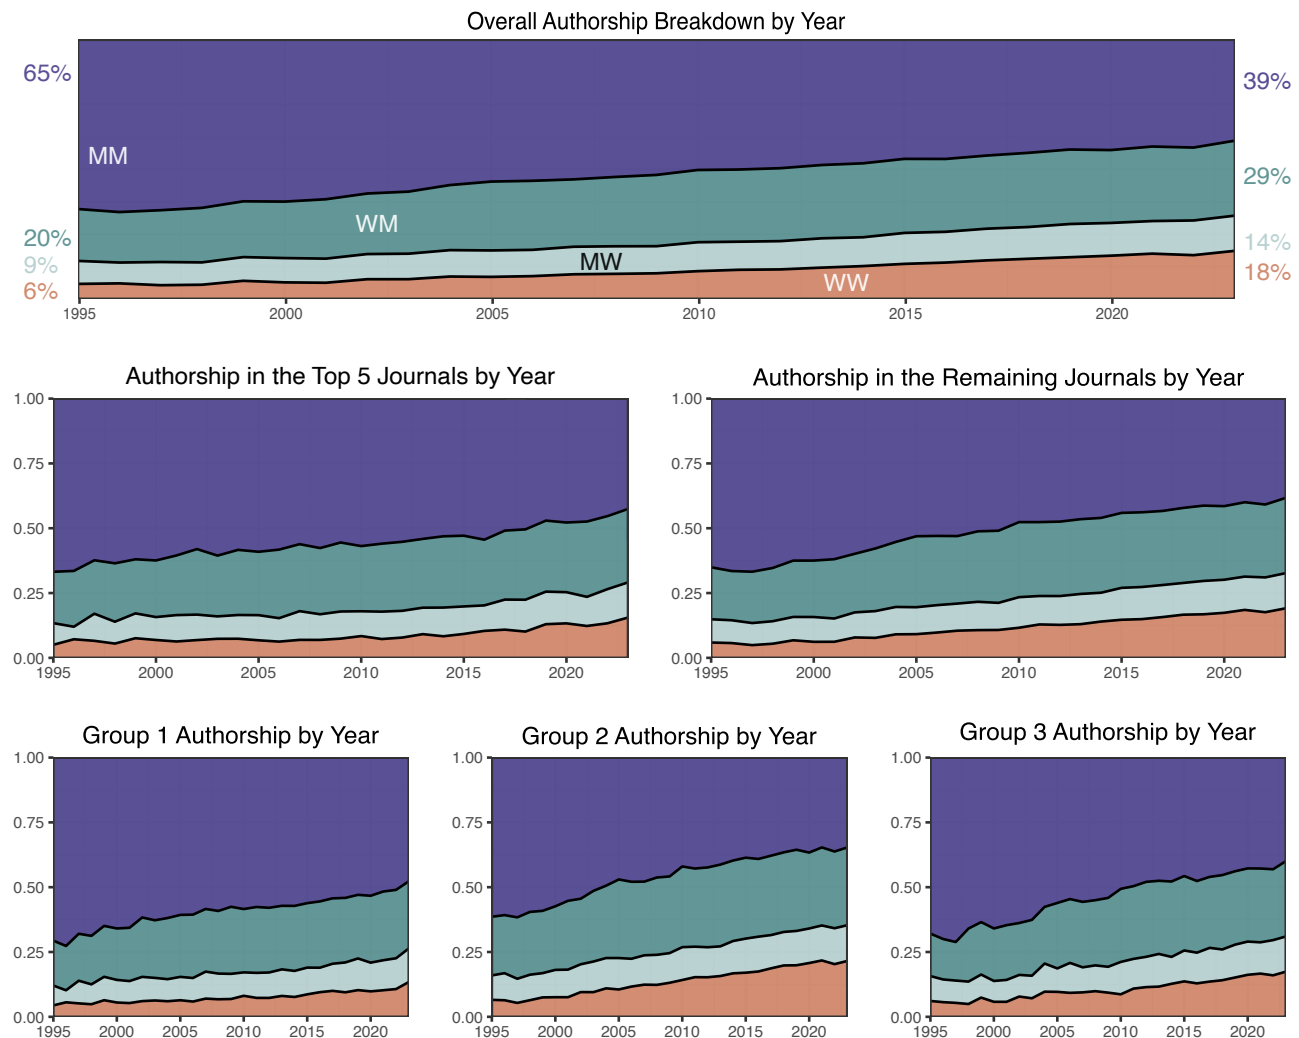 Overall Authorship Breakdown by Year
65%
39%
MM
29%
WM
20%
14%
9%
MW
18%
WW
6%
1995 2000 2005 2010 2015 2020
Authorship in the Top 5 Journals by Year
1.00
0.75
0.50
0.25
0.00
1995 2000 2005 2010 2015 2020
Authorship in the Remaining Journals by Year
1.00
0.75
0.50
0.25
0.00
1995 2000 2005 2010 2015 2020
Group 1 Authorship by Year
1.00
0.75
0.50
0.25
0.00
1995 2000 2005 2010 2015 2020
Group 2 Authorship by Year
1.00
0.75
0.50
0.25
0.00
1995 2000 2005 2010 2015 2020
Group 3 Authorship by Year
1.00
0.75
0.50
0.25
0.00
1995 2000 2005 2010 2015 2020